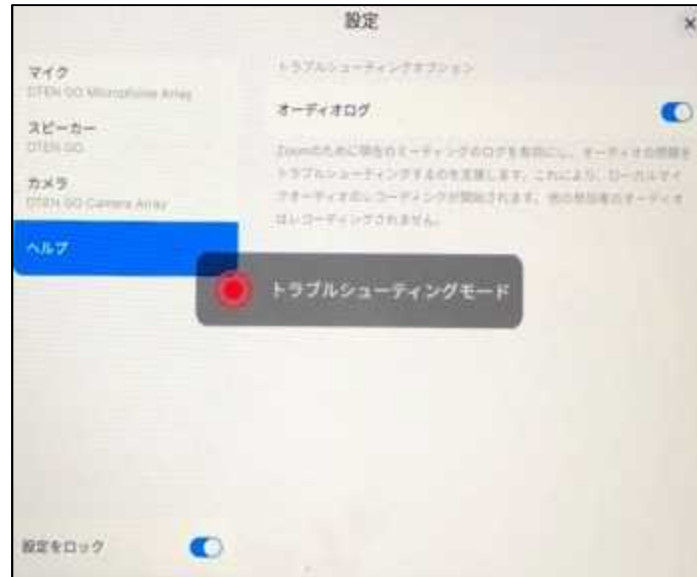 設定
×
マイク
DTEN GO Microphone Array
スピーカー
DTEN GO
カメラ
DTEN GO Camera Array
ヘルプ
設定をロック
トラブルシューティングオプション
オーディオログ
Zoomのために現在のミーティングのログを有効にし、オーディオの問題を
トラブルシューティングするのを支援します。これにより、ローカルマイ
クオーディオのレコーディングが開始されます。他の参加者のオーディオ
はレコーディングされません。
トラブルシューティングモード